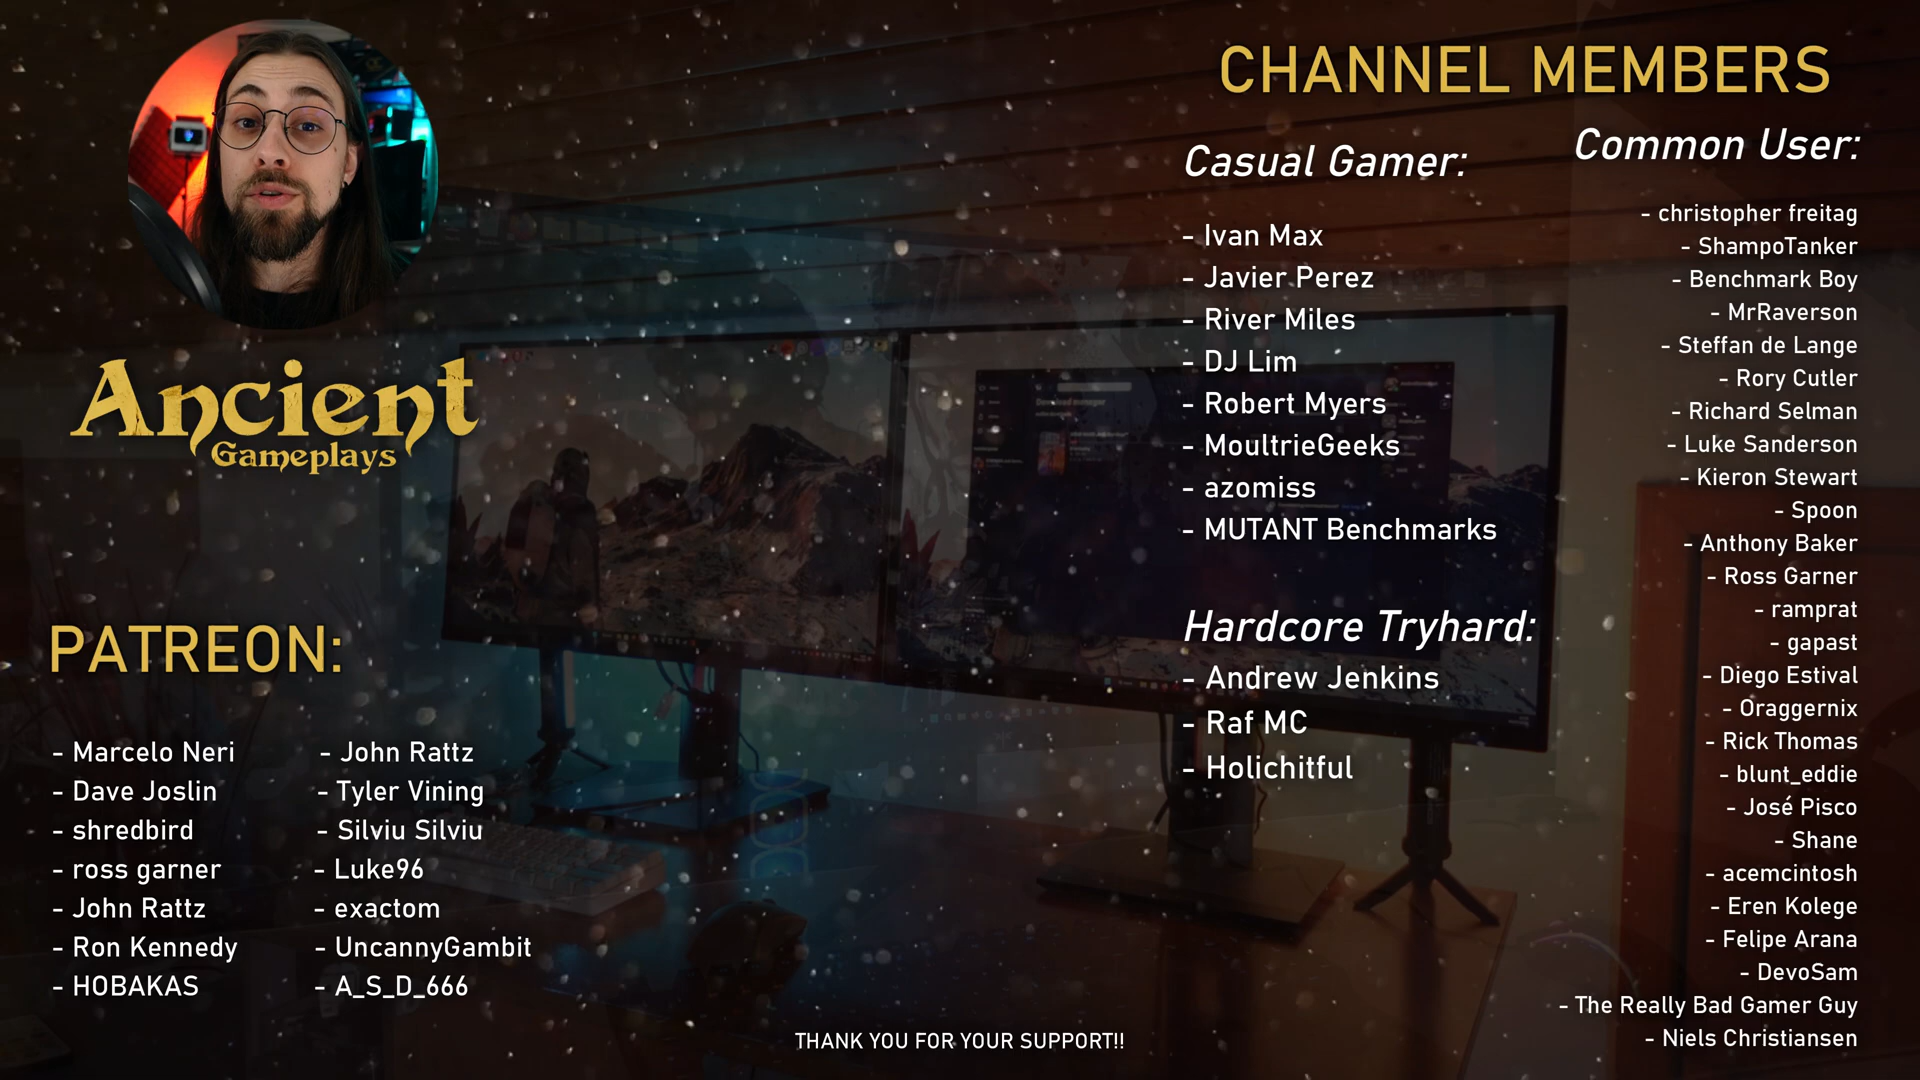 Ancient
Gameplays
PATREON:
- Marcelo Neri
- Dave Joslin
- shredbird
- ross garner
- John Rattz
- Ron Kennedy
- HOBAKAS
- John Rattz
- Tyler Vining
- Silviu Silviu
- Luke96
- exactom
- UncannyGambit
- A_S_D_666
CHANNEL MEMBERS
Casual Gamer:
- Ivan Max
- Javier Perez
- River Miles
- DJ Lim
- Robert Myers
- MoultrieGeeks
- azomiss
- MUTANT Benchmarks
Hardcore Tryhard:
- Andrew Jenkins
- Raf MC
- Holichitful
Common User:
- christopher freitag
- ShampoTanker
- Benchmark Boy
- MrRaverson
- Steffan de Lange
- Rory Cutler
- Richard Selman
- Luke Sanderson
- Kieron Stewart
- Spoon
- Anthony Baker
- Ross Garner
- ramprat
- gapast
- Diego Estival
- Oraggernix
- Rick Thomas
- blunt_eddie
- José Pisco
- Shane
- acemcintosh
- Eren Kolege
- Felipe Arana
- DevoSam
- The Really Bad Gamer Guy
- Niels Christiansen
THANK YOU FOR YOUR SUPPORT!!